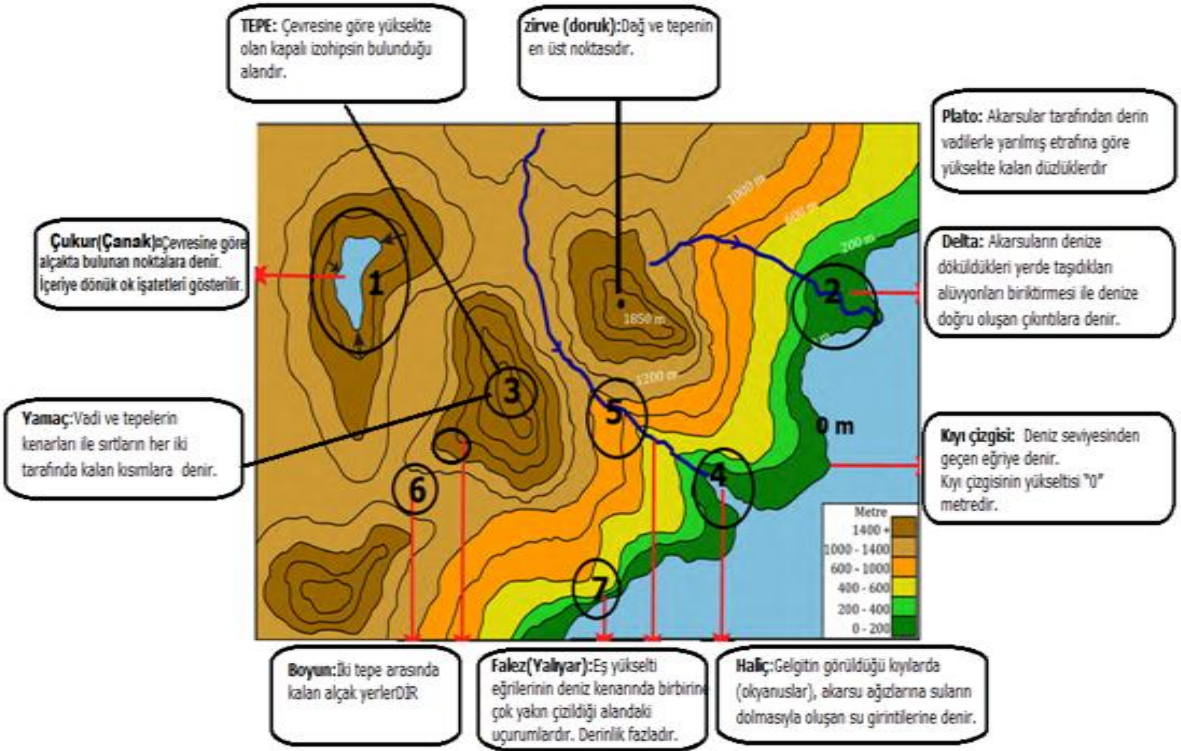 TEPE: Çevresine göre yüksekte
olan kapalı izohipsin bulunduğu
alandır.
zirve (doruk):Dağ ve tepenin
en üst noktasıdır.
Plato: Akarsular tarafından derin
vadilerle yarılmış etrafına göre
yüksekte kalan düzlüklerdir
Çukur(Çanak):Çevresine göre
alçakta bulunan noktalara denir.
İçeriye dönük ok işatetleri gösterilir.
Delta: Akarsuların denize
döküldükleri yerde taşıdıkları
alüvyonları biriktirmesi ile denize
doğru oluşan çıkıntılara denir.
Yamaç:Vadi ve tepelerin
kenarları ile sırtların her iki
tarafında kalan kısımlara denir.
Kıyı çizgisi: Deniz seviyesinden
geçen eğriye denir.
Kıyı çizgisinin yükseltisi "0"
metredir.
1000 m
600 m
200 m
1
2
1850 m
1200 m
3
5
0 m
m
4
6
7
Metre
1400 +
1000 - 1400
600 - 1000
400 - 600
200 - 400
0 - 200
Boyun:İki tepe arasında
kalan alçak yerlerDİR
Falez(Yalıyar):Eş yükselti
eğrilerinin deniz kenarında birbirine
çok yakın çizildiği alandaki
uçurumlardır. Derinlik fazladır.
Haliç:Gelgitin görüldüğü kıyılarda
(okyanuslar), akarsu ağızlarına suların
dolmasıyla oluşan su girintilerine denir.